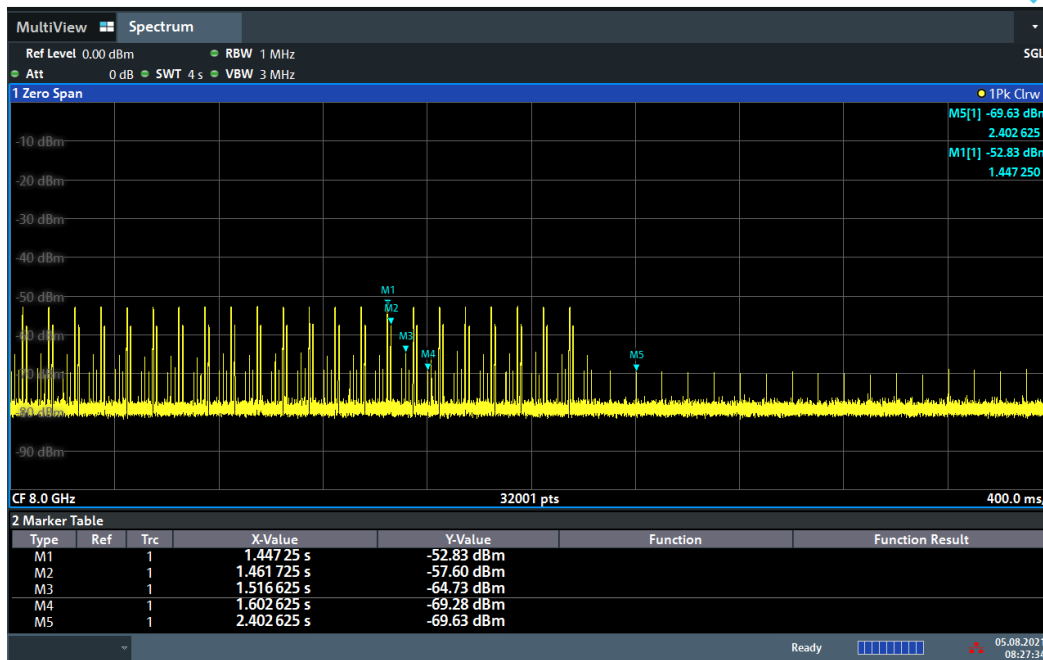 MultiView Spectrum
Ref Level 0.00 dBm RBW 1 MHz SGL
Att 0 dB SWT 4 s VBW 3 MHz
1 Zero Span 1Pk Clrw
M5[1] -69.63 dBm
-10 dBm 2.402 625
M1[1] -52.83 dBm
-20 dBm 1.447 250
-30 dBm
-40 dBm
M1
-50 dBm
M2
M3
M4 M5
-90 dBm
CF 8.0 GHz 32001 pts 400.0 ms/
2 Marker Table
Type Ref Trc X-Value Y-Value Function Function Result
M1 1 1.447 25 s -52.83 dBm
M2 1 1.461 725 s -57.60 dBm
M3 1 1.516 625 s -64.73 dBm
M4 1 1.602 625 s -69.28 dBm
M5 1 2.402 625 s -69.63 dBm
Ready 05.08.2021
08:27:34